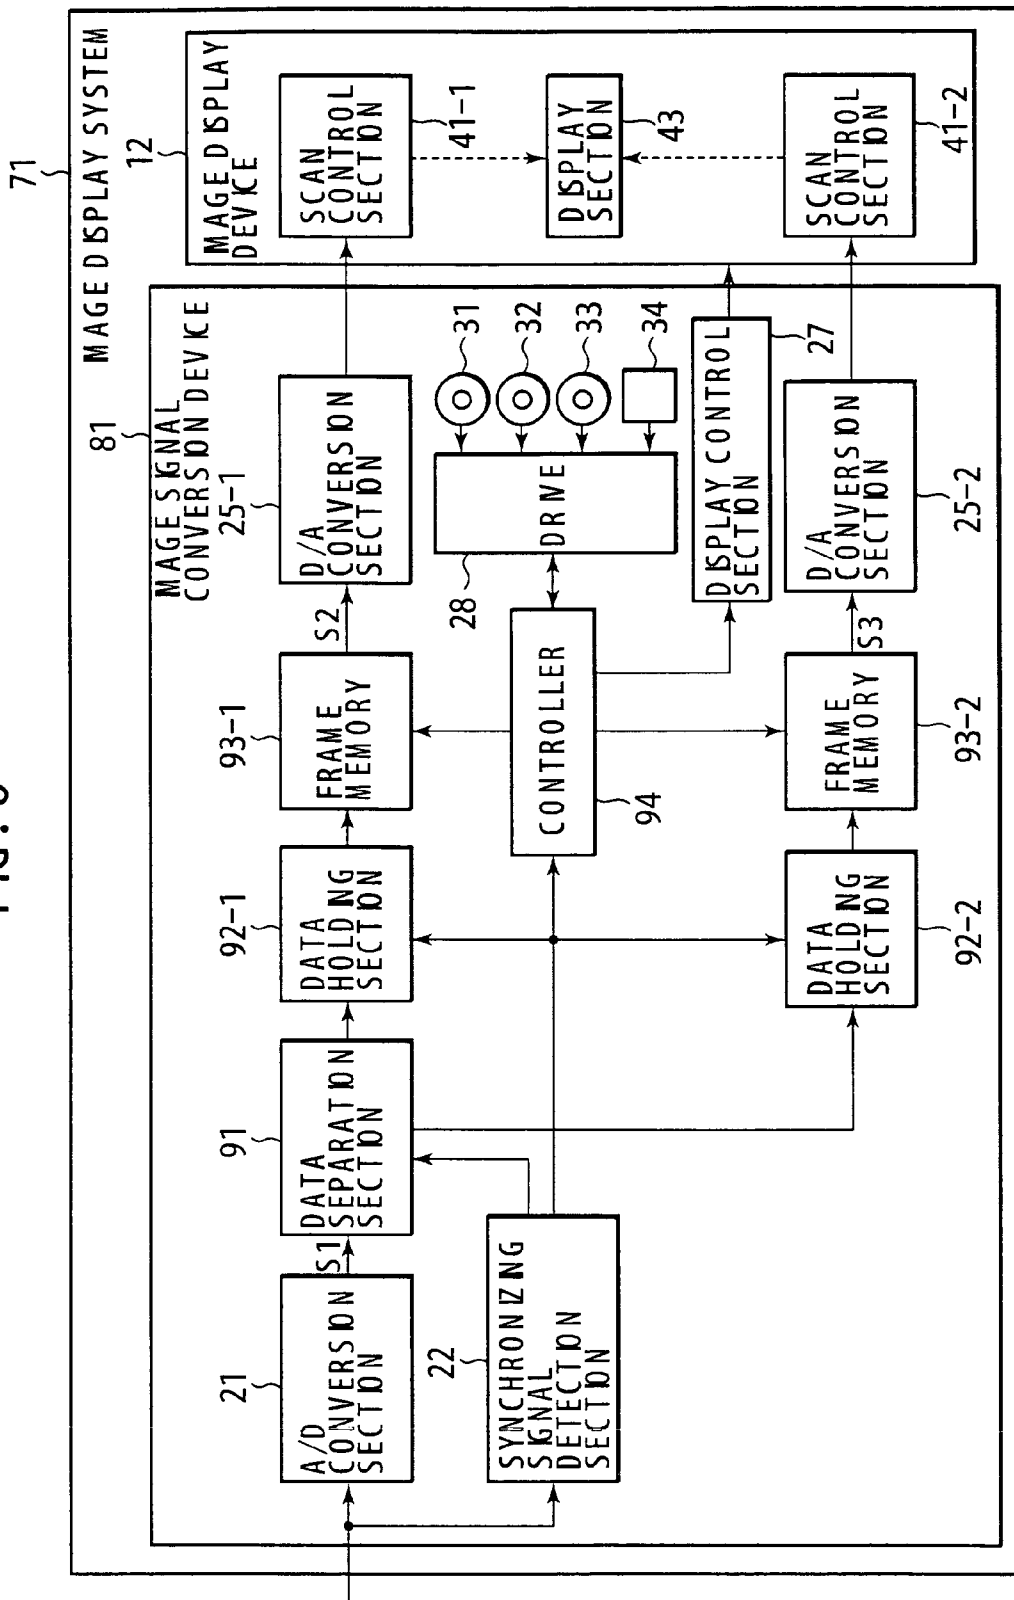 71
IMAGE DISPLAY SYSTEM
12
IMAGE DISPLAY
DEVICE
SCAN
CONTROL
SECTION
41-1
DISPLAY
SECTION
43
SCAN
CONTROL
SECTION
41-2
81
IMAGE SIGNAL
CONVERSION DEVICE
21
A/D
CONVERSION
SECTION
S1
91
DATA
SEPARATION
SECTION
92-1
DATA
HOLDING
SECTION
93-1
FRAME
MEMORY
S2
25-1
D/A
CONVERSION
SECTION
22
SYNCHRONIZING
SIGNAL
DETECTION
SECTION
CONTROLLER
94
28
DRIVE
31
32
33
34
DISPLAY CONTROL
SECTION
27
DATA
HOLDING
SECTION
92-2
FRAME
MEMORY
93-2
S3
D/A
CONVERSION
SECTION
25-2